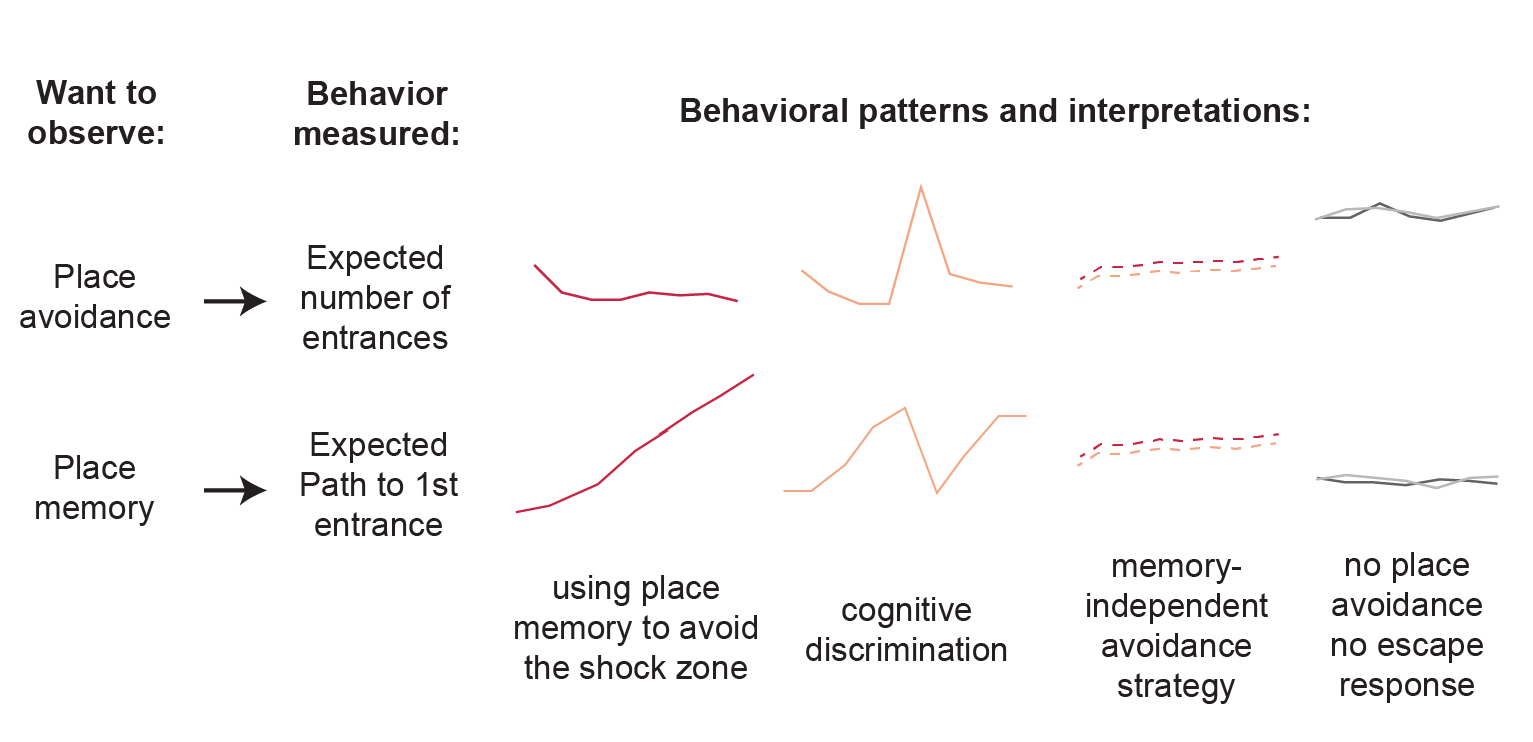 Want to
observe:
Behavior
measured:
Behavioral patterns and interpretations:
Place
avoidance
Expected
number of
entrances
Place
memory
Expected
Path to 1st
entrance
using place
memory to avoid
the shock zone
cognitive
discrimination
memory-
independent
avoidance
strategy
no place
avoidance
no escape
response